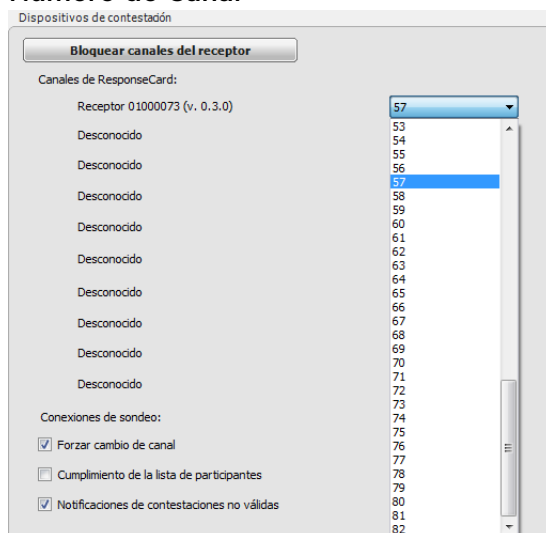 Dispositivos de contestación
Bloquear canales del receptor
Canales de ResponseCard:
Receptor 01000073 (v. 0.3.0)
57
Desconocido
Desconocido
Desconocido
Desconocido
Desconocido
Desconocido
Desconocido
Desconocido
Desconocido
53
54
55
56
57
58
59
60
61
62
63
64
65
66
67
68
69
70
71
72
73
74
75
76
77
78
79
80
81
82
Conexiones de sondeo:
Forzar cambio de canal
Cumplimiento de la lista de participantes
Notificaciones de contestaciones no válidas